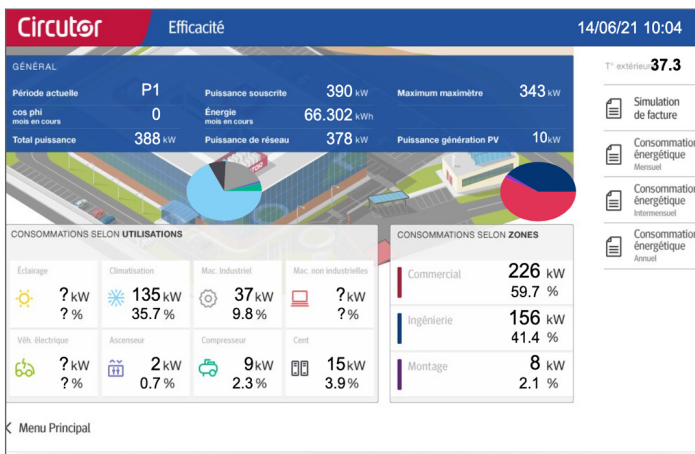 Circutor
Efficacité
14/06/21 10:04
GÉNÉRAL
Période actuelle P1 Puissance souscrite 390 kW Maximum maximètre 343 kW
cos phi 0 Énergie 66.302 kWh
mois en cours mois en cours
Total puissance 388 kW Puissance de réseau 378 kW Puissance génération PV 10 kW
T° extérieur 37.3
Simulation
de facture
Consommation
énergétique
Mensuel
Consommation
énergétique
Intermensuel
Consommation
énergétique
Annuel
CONSOMMATIONS SELON UTILISATIONS
Éclairage Climatisation Mac. Industriel Mac. non industrielles
? kW 135 kW 37 kW ? kW
? % 35.7 % 9.8 % ? %
Véh. électrique Ascenseur Compresseur Cent
? kW 2 kW 9 kW 15 kW
? % 0.7 % 2.3 % 3.9 %
CONSOMMATIONS SELON ZONES
Commercial 226 kW
59.7 %
Ingénierie 156 kW
41.4 %
Montage 8 kW
2.1 %
Menu Principal